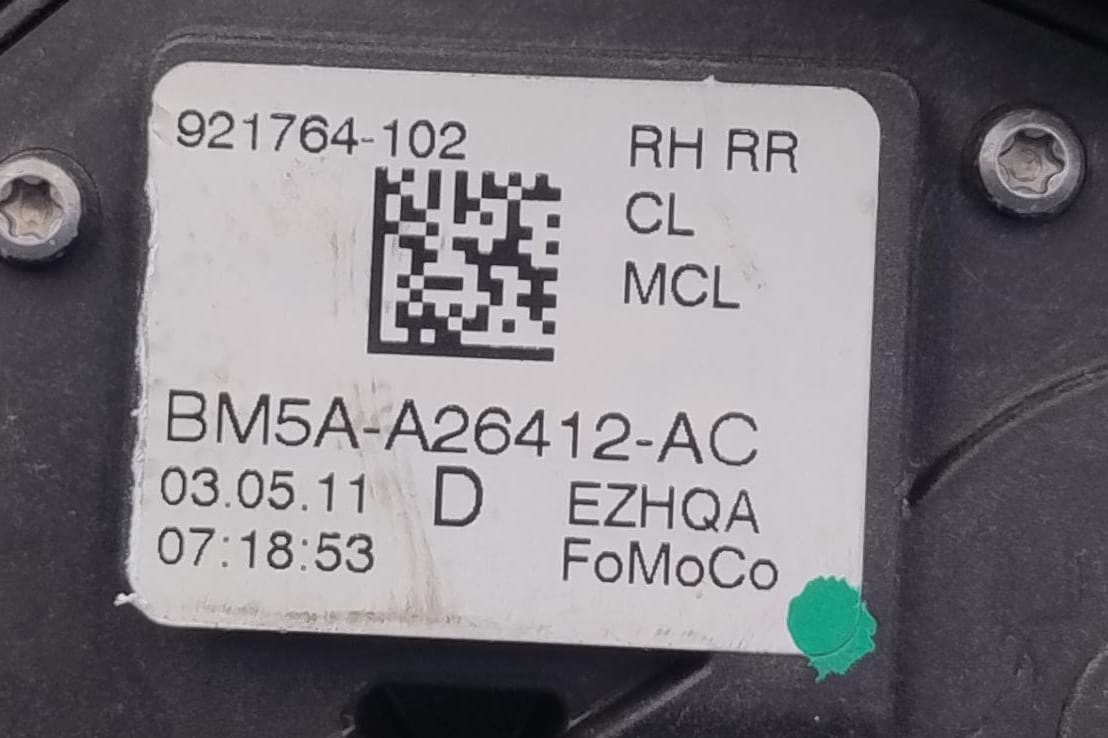 921764-102 RH RR
CL
MCL
BM5A-A26412-AC
03.05.11 D EZHQA
07:18:53 FoMoCo